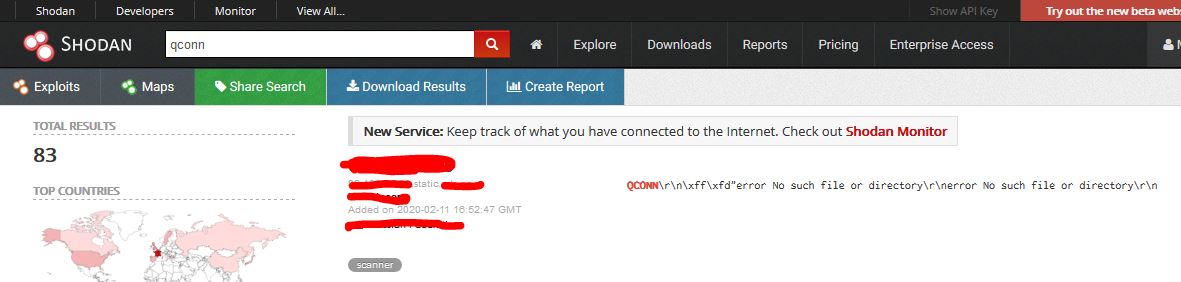 Shodan Developers Monitor View All... Show API Key Try out the new beta webs
SHODAN qconn Explore Downloads Reports Pricing Enterprise Access
Exploits Maps Share Search Download Results Create Report
TOTAL RESULTS
83
TOP COUNTRIES
New Service: Keep track of what you have connected to the Internet. Check out Shodan Monitor
static.
Added on 2020-02-11 16:52:47 GMT
scanner
QCONN\r\n\xff\xfd"error No such file or directory\r\nerror No such file or directory\r\n